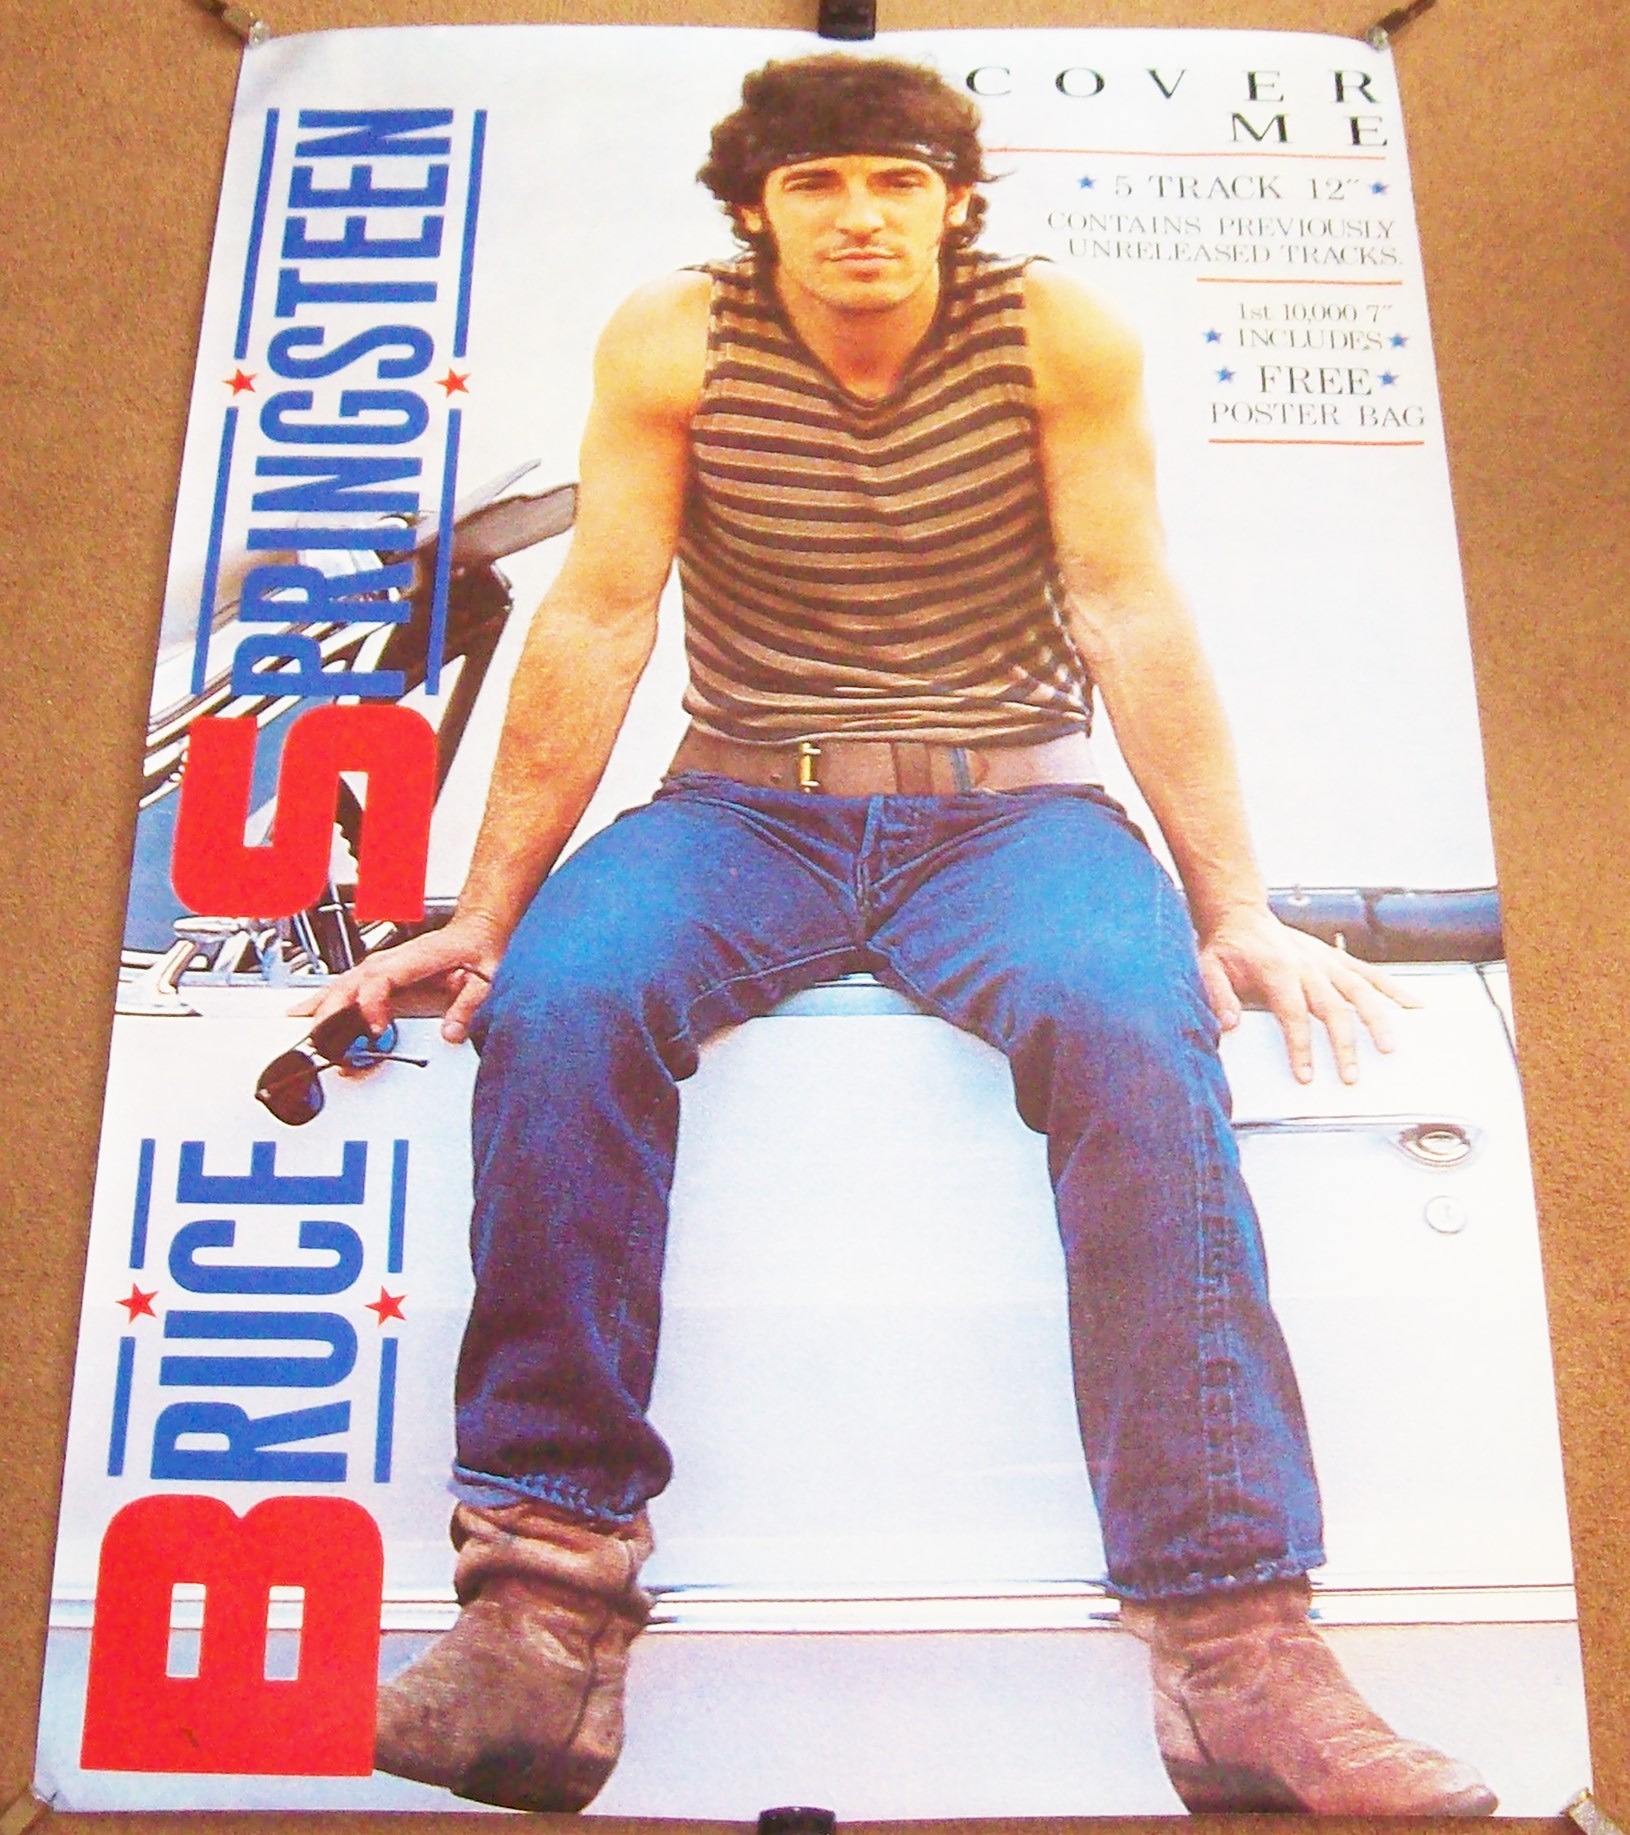 BRUCE SPRINGSTEEN
COVER
ME
5 TRACK 12"
CONTAINS PREVIOUSLY
UNRELEASED TRACKS.
1st 10,000 7"
INCLUDES
FREE
POSTER BAG